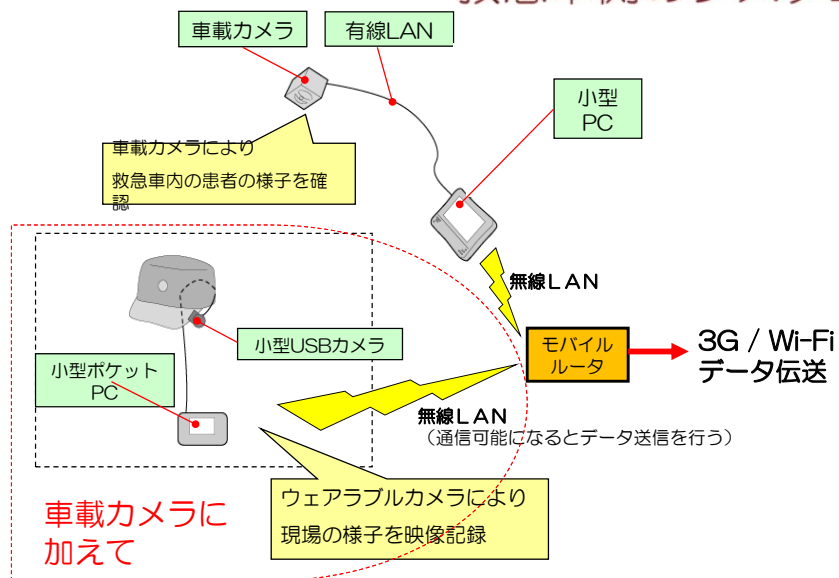 車載カメラ
有線LAN
小型
PC
車載カメラにより
救急車内の患者の様子を確
認
無線LAN
小型USBカメラ
小型ポケット
PC
モバイル
ルータ
3G / Wi-Fi
データ伝送
無線LAN
（通信可能になるとデータ送信を行う）
ウェアラブルカメラにより
現場の様子を映像記録
車載カメラに
加えて